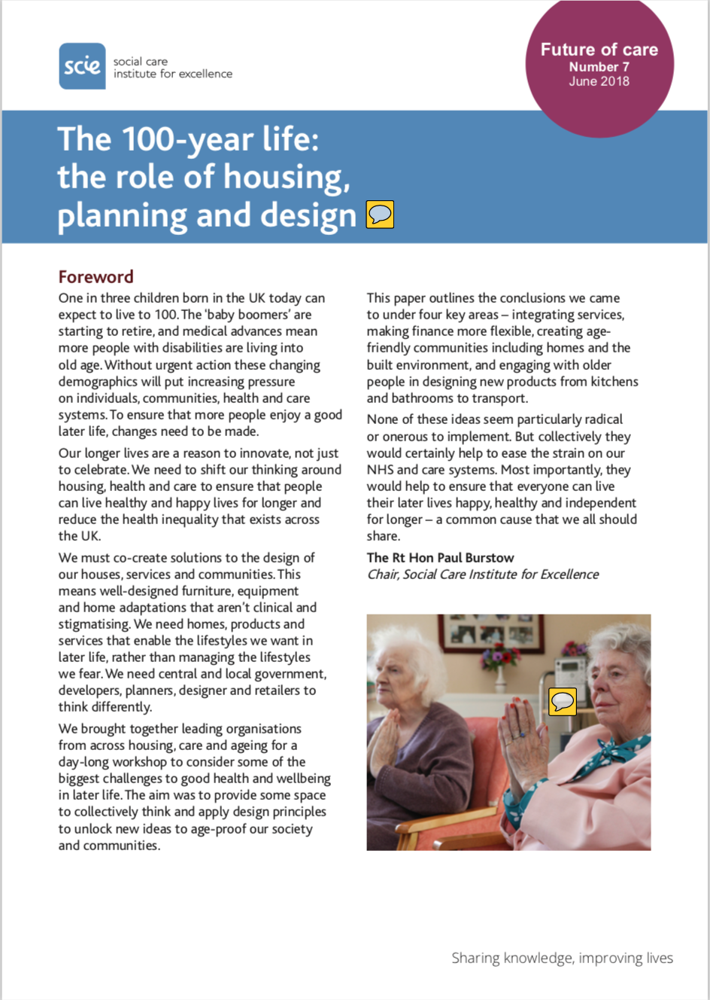 scie
social care
institute for excellence
Future of care
Number 7
June 2018
The 100-year life:
the role of housing,
planning and design
Foreword
One in three children born in the UK today can
expect to live to 100. The ‘baby boomers’ are
starting to retire, and medical advances mean
more people with disabilities are living into
old age. Without urgent action these changing
demographics will put increasing pressure
on individuals, communities, health and care
systems. To ensure that more people enjoy a good
later life, changes need to be made.
Our longer lives are a reason to innovate, not just
to celebrate. We need to shift our thinking around
housing, health and care to ensure that people
can live healthy and happy lives for longer and
reduce the health inequality that exists across
the UK.
We must co-create solutions to the design of
our houses, services and communities. This
means well-designed furniture, equipment
and home adaptations that aren’t clinical and
stigmatising. We need homes, products and
services that enable the lifestyles we want in
later life, rather than managing the lifestyles
we fear. We need central and local government,
developers, planners, designer and retailers to
think differently.
We brought together leading organisations
from across housing, care and ageing for a
day-long workshop to consider some of the
biggest challenges to good health and wellbeing
in later life. The aim was to provide some space
to collectively think and apply design principles
to unlock new ideas to age-proof our society
and communities.
This paper outlines the conclusions we came
to under four key areas – integrating services,
making finance more flexible, creating age-
friendly communities including homes and the
built environment, and engaging with older
people in designing new products from kitchens
and bathrooms to transport.
None of these ideas seem particularly radical
or onerous to implement. But collectively they
would certainly help to ease the strain on our
NHS and care systems. Most importantly, they
would help to ensure that everyone can live
their later lives happy, healthy and independent
for longer – a common cause that we all should
share.
The Rt Hon Paul Burstow
Chair, Social Care Institute for Excellence
Sharing knowledge, improving lives